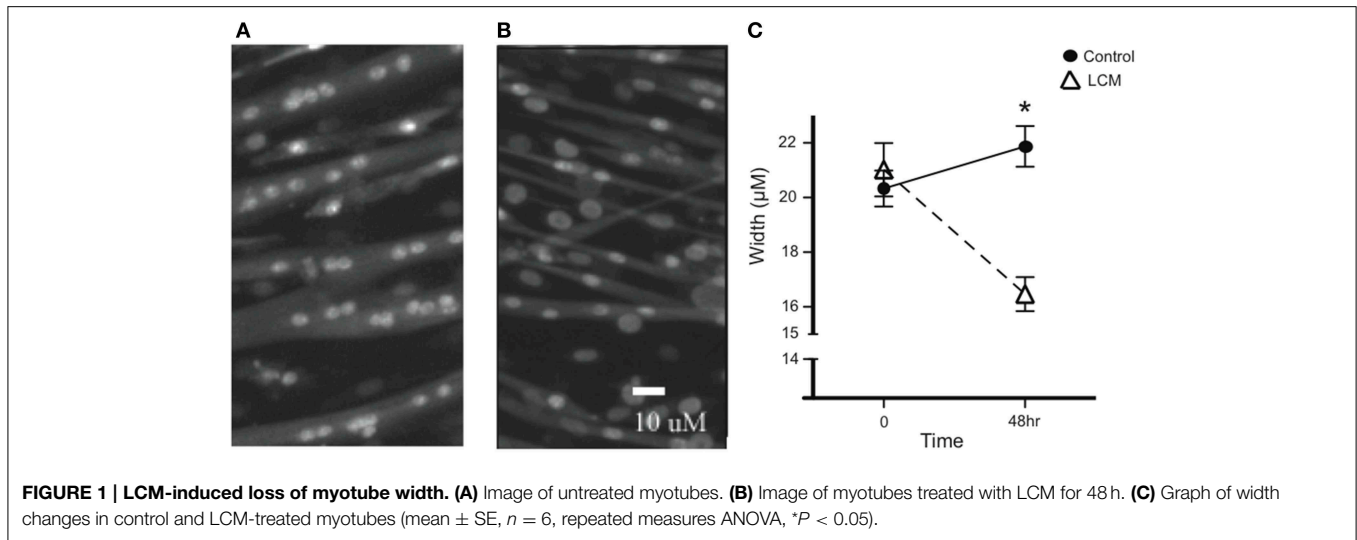 A
B
C
10 uM
Control
LCM
*
22
20
18
16
15
14
Width (µM)
0
48hr
Time
FIGURE 1 | LCM-induced loss of myotube width. (A) Image of untreated myotubes. (B) Image of myotubes treated with LCM for 48 h. (C) Graph of width
changes in control and LCM-treated myotubes (mean ± SE, n = 6, repeated measures ANOVA, *P < 0.05).